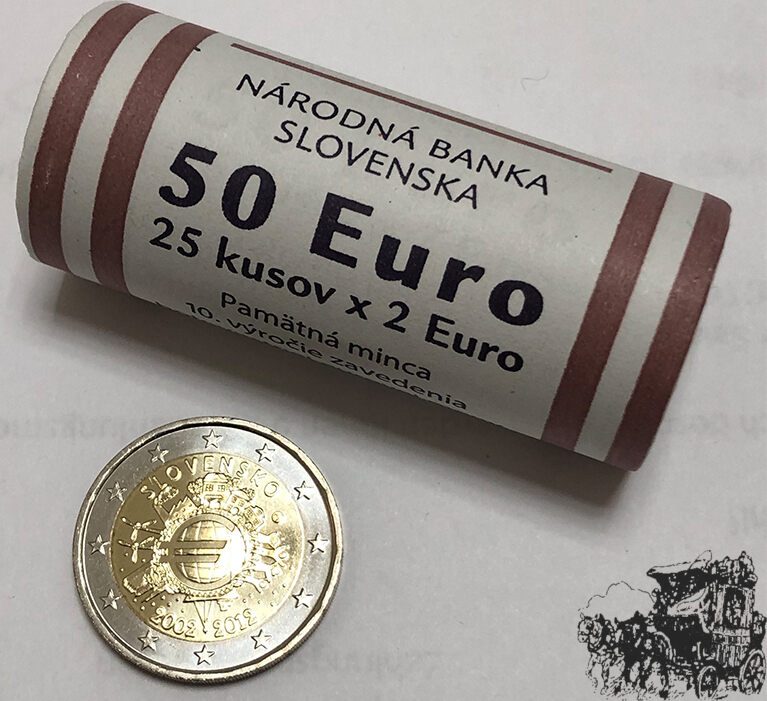 NÁRODNÁ BANKA
SLOVENSKA
50 Euro
25 kusov x 2 Euro
Pamätná minca
10. výročie zavedenia
SLOVENSKO
2002 2012